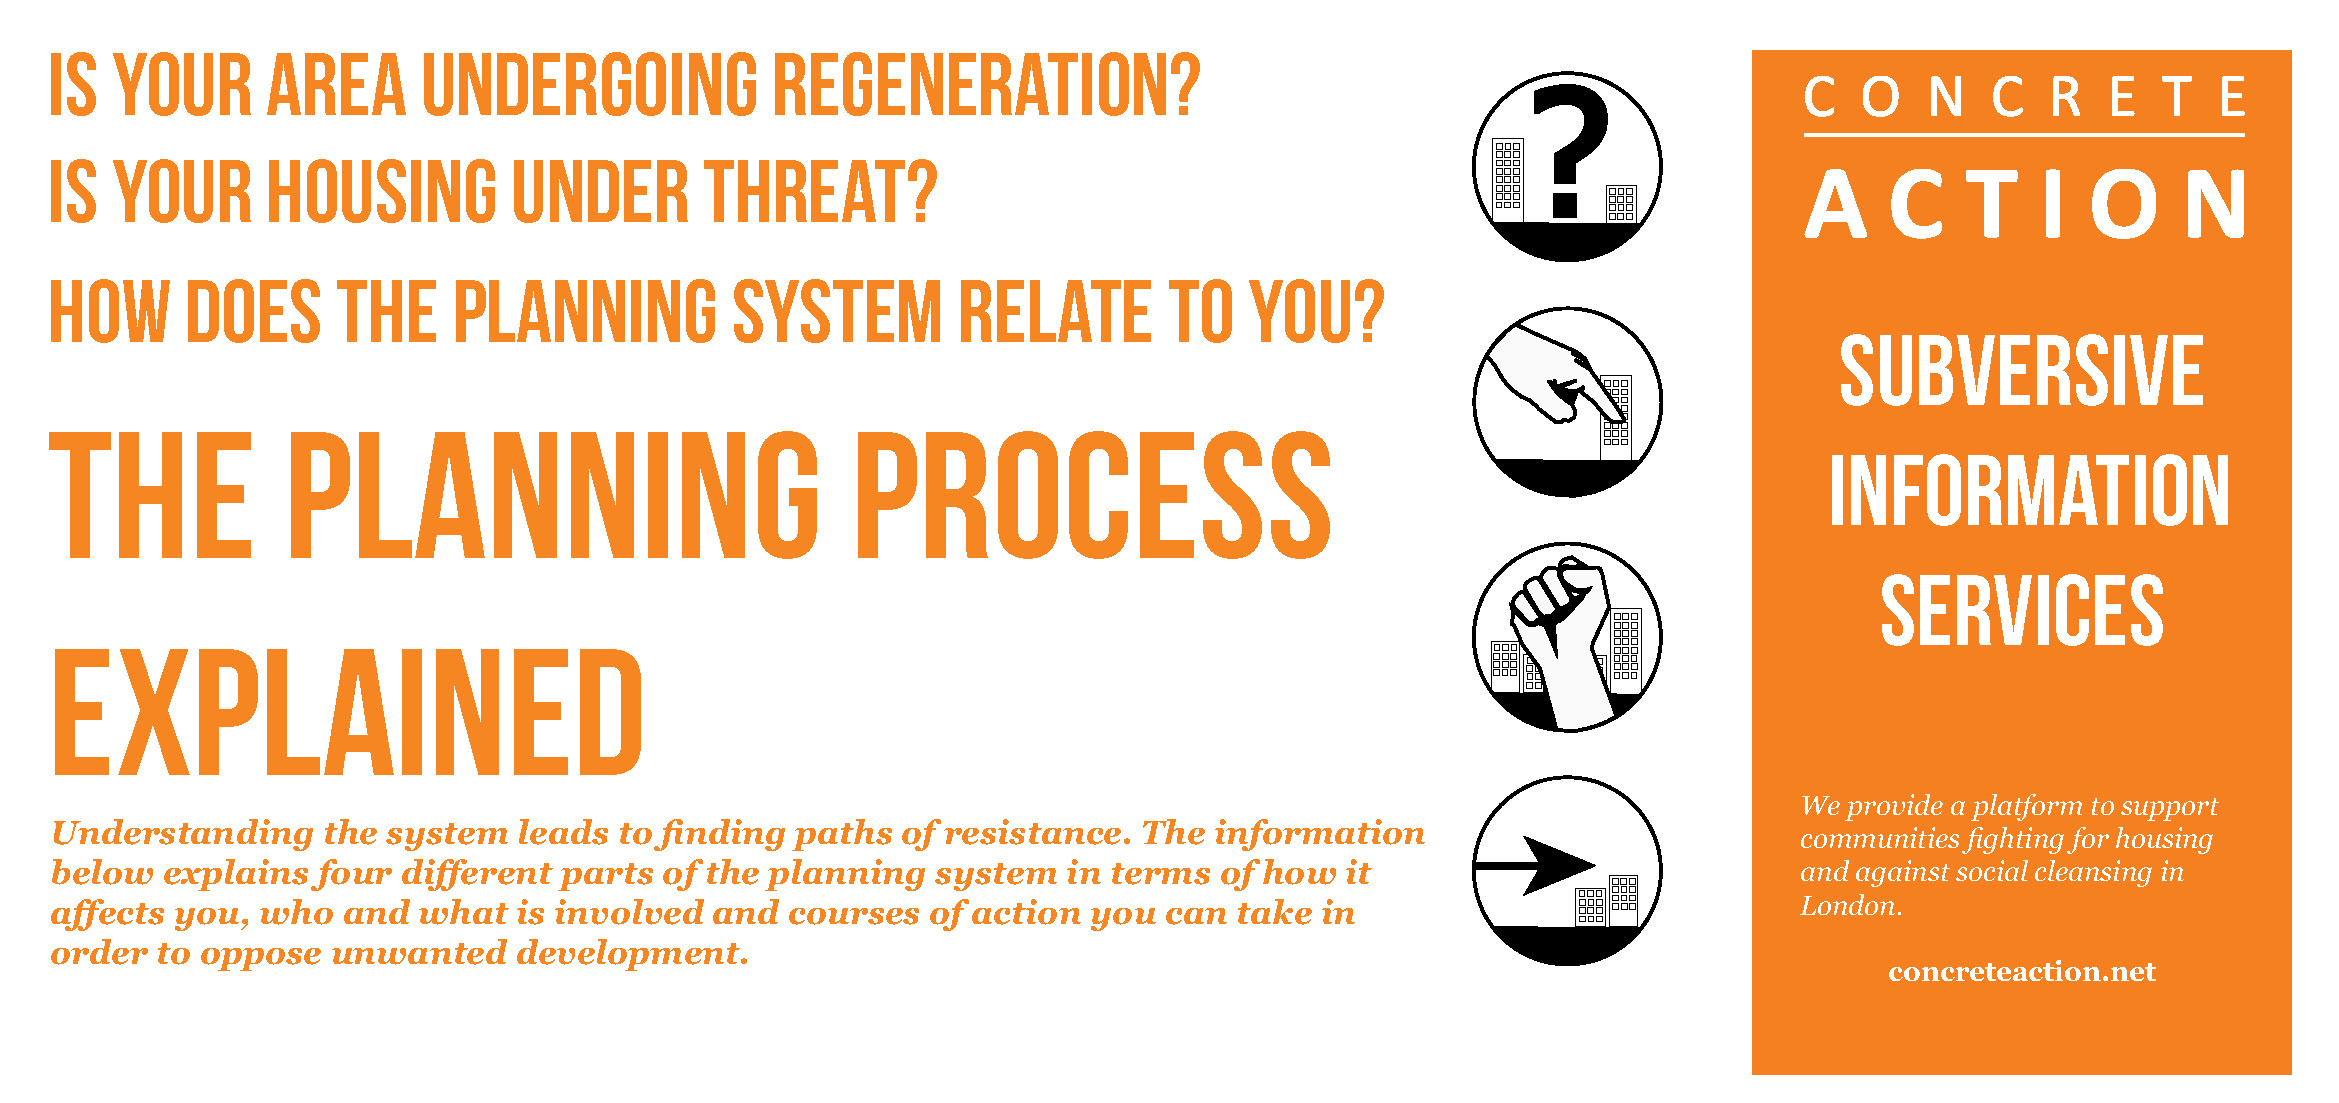 IS YOUR AREA UNDERGOING REGENERATION?
IS YOUR HOUSING UNDER THREAT?
HOW DOES THE PLANNING SYSTEM RELATE TO YOU?
THE PLANNING PROCESS
EXPLAINED
Understanding the system leads to finding paths of resistance. The information
below explains four different parts of the planning system in terms of how it
affects you, who and what is involved and courses of action you can take in
order to oppose unwanted development.
?
CONCRETE
ACTION
SUBVERSIVE
INFORMATION
SERVICES
We provide a platform to support
communities fighting for housing
and against social cleansing in
London.
concreteaction.net